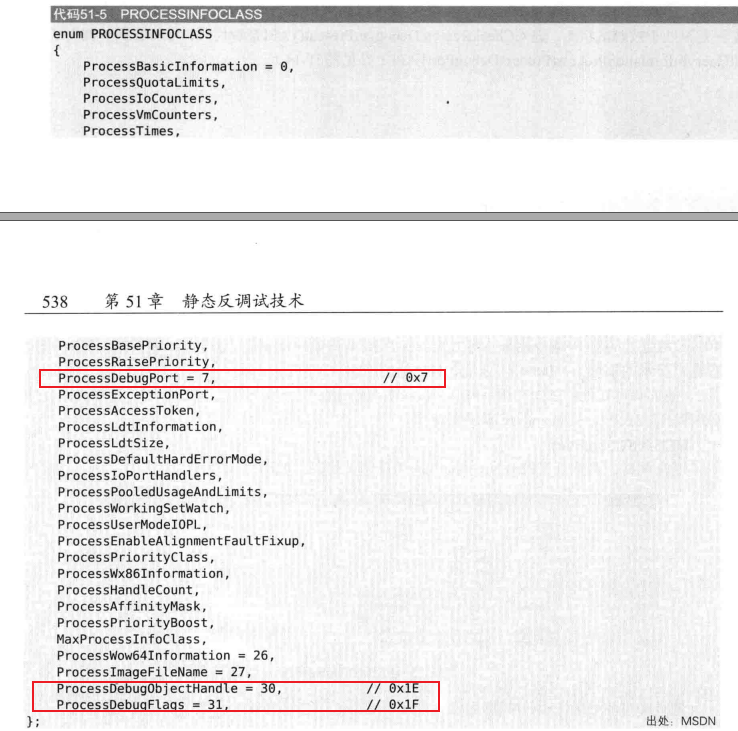 代码51-5 PROCESSINFOCLASS
enum PROCESSINFOCLASS
{
ProcessBasicInformation = 0,
ProcessQuotaLimits,
ProcessIoCounters,
ProcessVmCounters,
ProcessTimes,
538 第 51 章 静态反调试技术
ProcessBasePriority,
ProcessRaisePriority,
ProcessDebugPort = 7, // 0x7
ProcessExceptionPort,
ProcessAccessToken,
ProcessLdtInformation,
ProcessLdtSize,
ProcessDefaultHardErrorMode,
ProcessIoPortHandlers,
ProcessPooledUsageAndLimits,
ProcessWorkingSetWatch,
ProcessUserModeIOPL,
ProcessEnableAlignmentFaultFixup,
ProcessPriorityClass,
ProcessWx86Information,
ProcessHandleCount,
ProcessAffinityMask,
ProcessPriorityBoost,
MaxProcessInfoClass,
ProcessWow64Information = 26,
ProcessImageFileName = 27,
ProcessDebugObjectHandle = 30, // 0x1E
ProcessDebugFlags = 31, // 0x1F
};
出处：MSDN